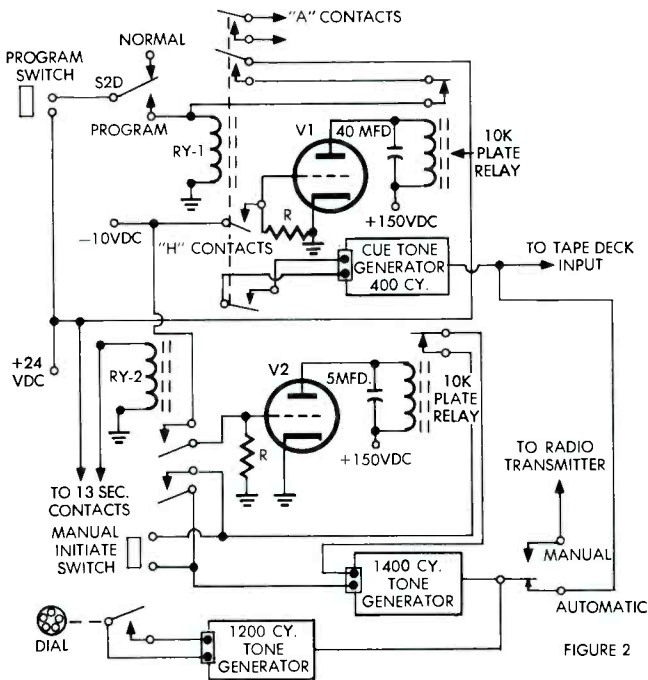 "A" CONTACTS
NORMAL
PROGRAM
SWITCH
S2D
PROGRAM
RY-1
V1
40 MFD
10K
PLATE
RELAY
+150VDC
R
−10VDC
"H" CONTACTS
CUE TONE
GENERATOR
400 CY.
TO TAPE DECK
INPUT
+24
VDC
RY-2
V2
5MFD.
10K
PLATE
RELAY
R
+150VDC
TO RADIO
TRANSMITTER
TO 13 SEC.
CONTACTS
MANUAL
INITIATE
SWITCH
MANUAL
1400 CY.
TONE
GENERATOR
AUTOMATIC
DIAL
1200 CY.
TONE
GENERATOR
FIGURE 2